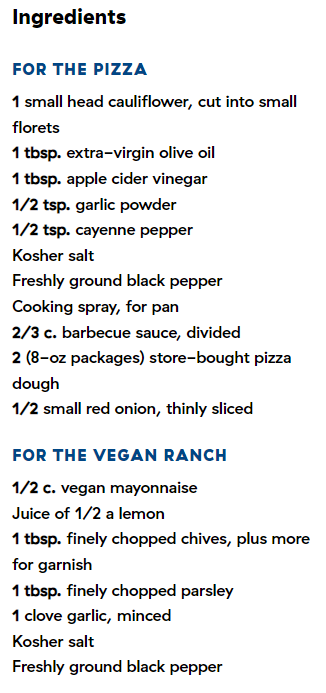 Ingredients
FOR THE PIZZA
1 small head cauliflower, cut into small
florets
1 tbsp. extra-virgin olive oil
1 tbsp. apple cider vinegar
1/2 tsp. garlic powder
1/2 tsp. cayenne pepper
Kosher salt
Freshly ground black pepper
Cooking spray, for pan
2/3 c. barbecue sauce, divided
2 (8-oz packages) store-bought pizza
dough
1/2 small red onion, thinly sliced
FOR THE VEGAN RANCH
1/2 c. vegan mayonnaise
Juice of 1/2 a lemon
1 tbsp. finely chopped chives, plus more
for garnish
1 tbsp. finely chopped parsley
1 clove garlic, minced
Kosher salt
Freshly ground black pepper